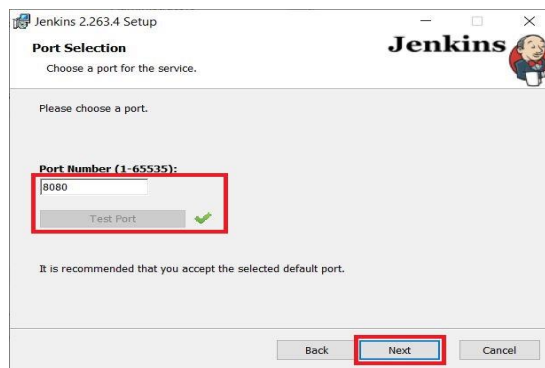 Jenkins 2.263.4 Setup
Port Selection
Jenkins
Choose a port for the service.
Please choose a port.
Port Number (1-65535):
8080
Test Port
It is recommended that you accept the selected default port.
Back Next Cancel